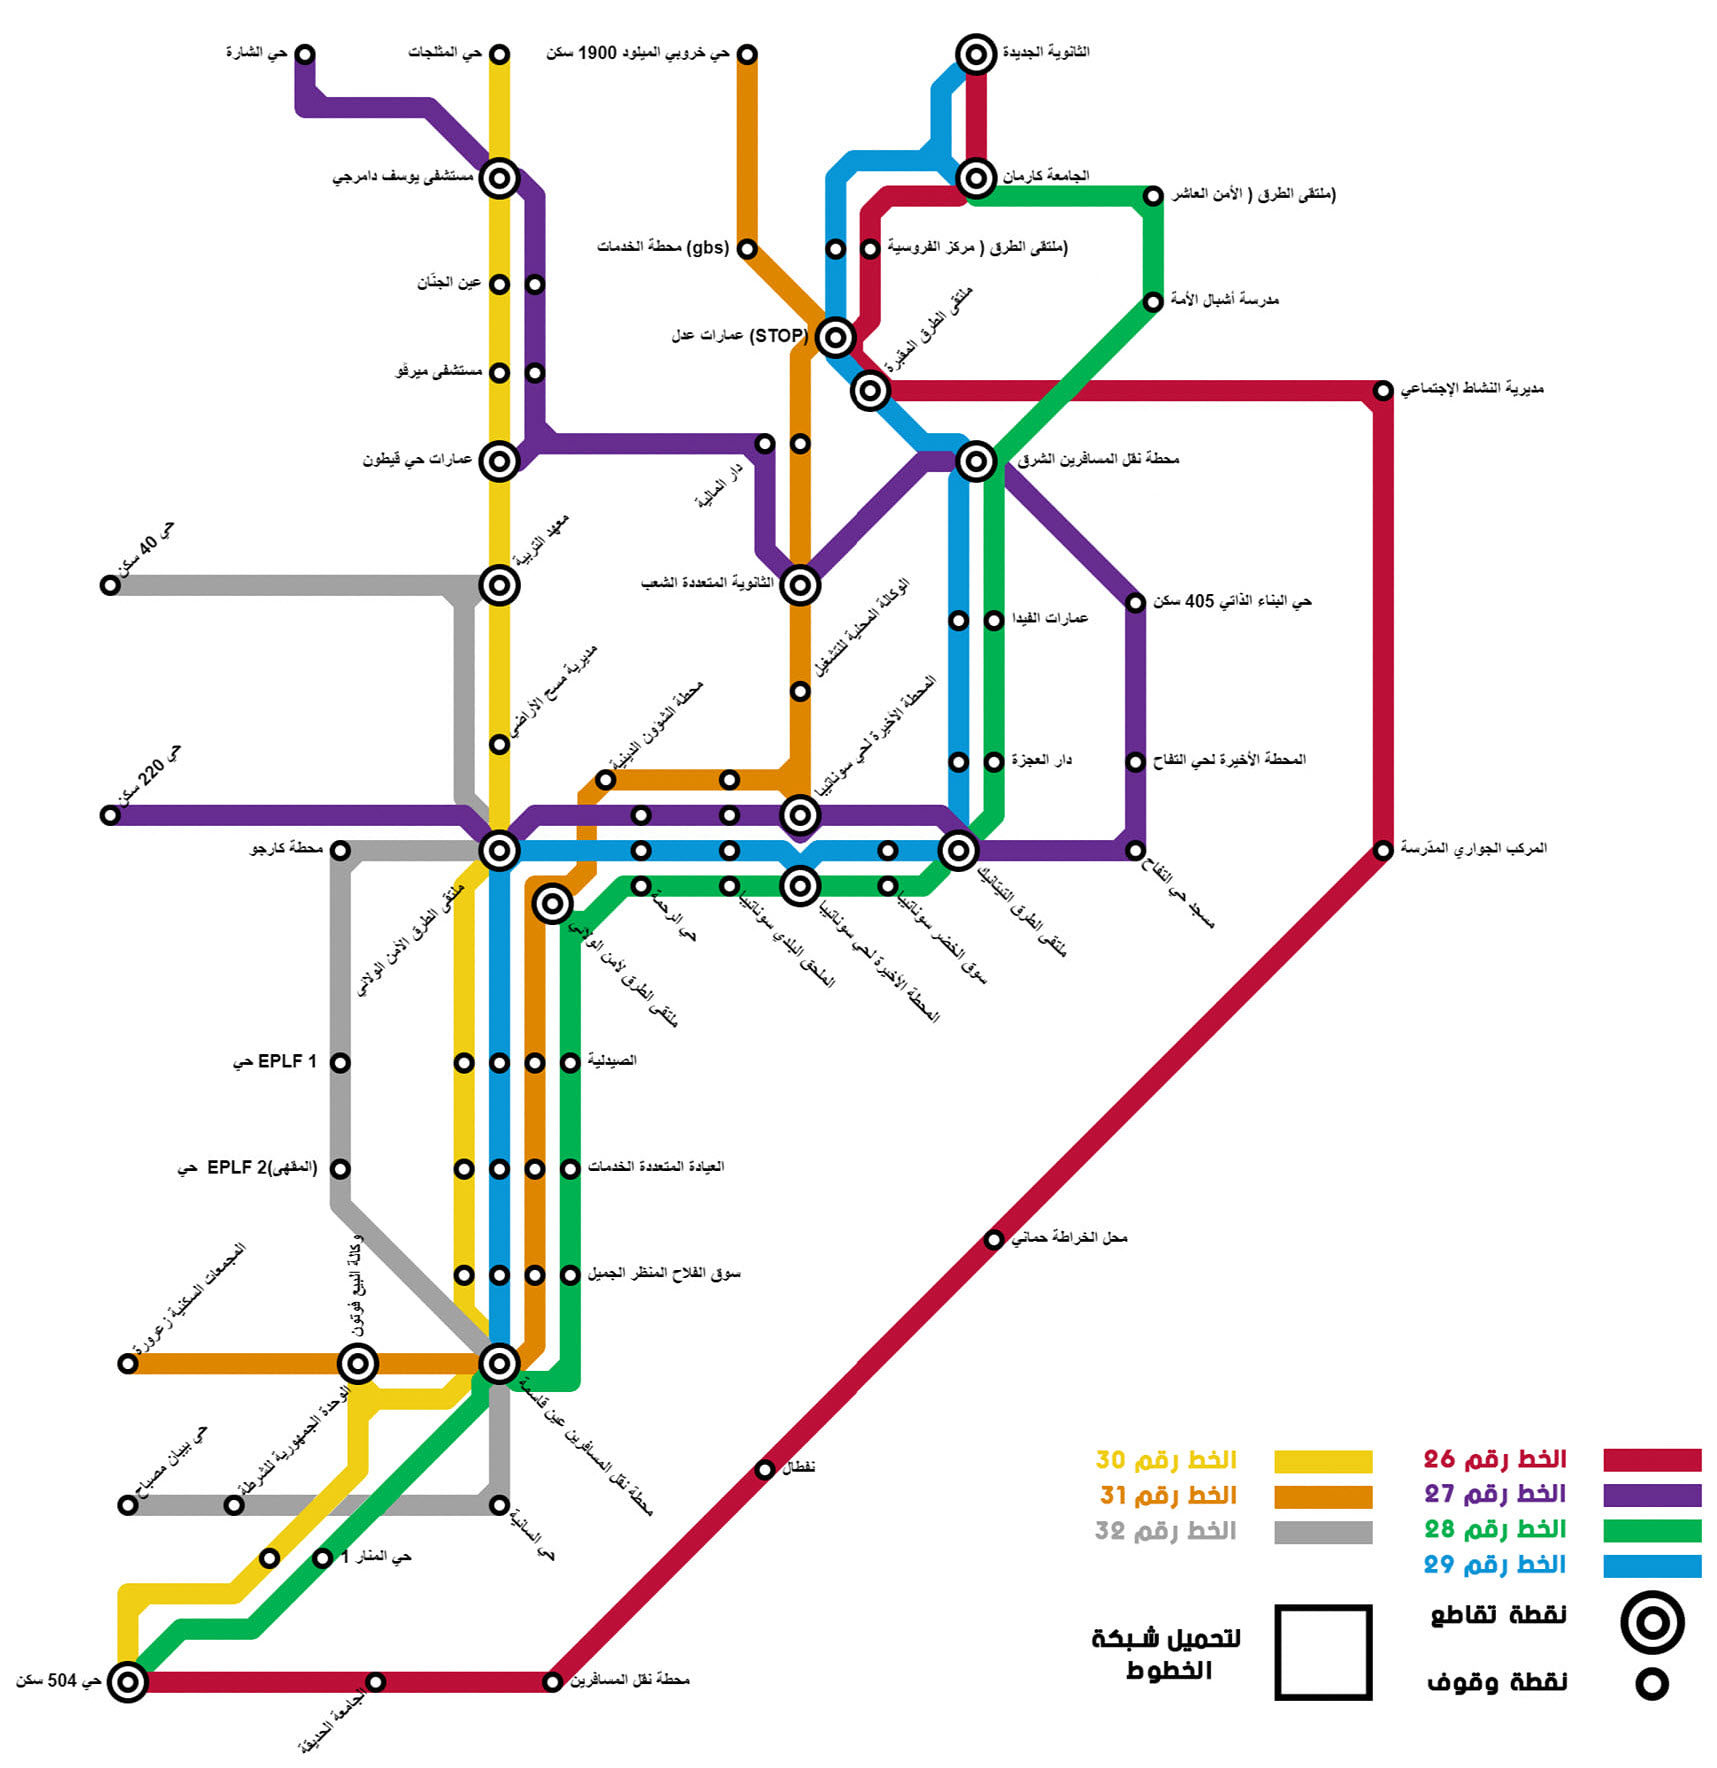 حي الشارة
حي المثلجات
حي خروبي الميلود 1900 سكن
الثانوية الجديدة
مستشفى يوسف دامرجي
الجامعة كارمان
ملتقى الطرق ( الأمن العاشر)
محطة الخدمات (gbs)
ملتقى الطرق ( مركز الفروسية)
عين الجنّان
مدرسة أشبال الأمة
عمارات عدل (STOP)
ملتقى الطرق المقبرة
مستشفى ميرڨو
مديرية النشاط الإجتماعي
عمارات حي قيطون
دار المالية
محطة نقل المسافرين الشرق
حي 40 سكن
معهد التربية
الثانوية المتعددة الشعب
حي البناء الذاتي 405 سكن
عمارات الفيدا
الوكالة المحلية للتشغيل
مديرية مسح الأراضي
محطة الشؤون الدينية
المحطة الأخيرة لحي سوناتيبا
دار العجزة
المحطة الأخيرة لحي التفاح
حي 220 سكن
محطة كارجو
ملتقى الطرق الأمن الولائي
ملتقى الطرق لأمن الولائي
حي الرحمة
الملحق البلدي سوناتيبا
المحطة الأخيرة لحي سوناتيبا
سوق الخضر سوناتيبا
ملتقى الطرق التيتانيك
مسجد حي التفاح
المركب الجواري المدّرسة
حي EPLF 1
الصيدلية
حي EPLF 2(المقهى)
العيادة المتعددة الخدمات
محل الخراطة حماني
سوق الفلاح المنظر الجميل
المجمعات السكنية زعرورة
وكالة البيع فوتون
محطة نقل المسافرين عين قاسمة
حي بيبان مصباح
الوحدة الجمهورية للشرطة
حي السانية
نفطال
حي المنار 1
حي 504 سكن
الجامعة الحديقة
محطة نقل المسافرين
الخط رقم 26
الخط رقم 27
الخط رقم 28
الخط رقم 29
الخط رقم 30
الخط رقم 31
الخط رقم 32
نقطة تقاطع
نقطة وقوف
لتحميل شبكة
الخطوط